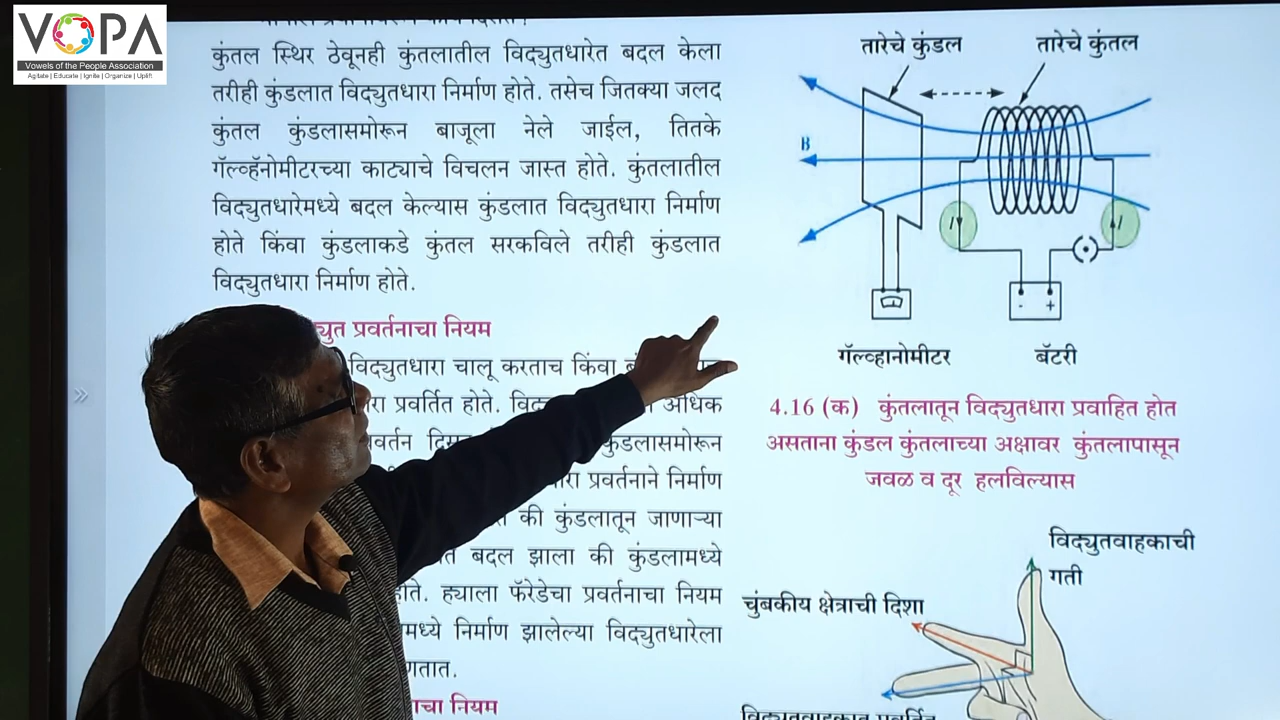 VOPA
Vowels of the People Association
Agitate | Educate | Ignite | Organize | Uplift
कुंतल स्थिर ठेवूनही कुंतलातील विद्युतधारेत बदल केला
तरीही कुंडलात विद्युतधारा निर्माण होते. तसेच जितक्या जलद
कुंतल कुंडलासमोरून बाजूला नेले जाईल, तितके
गॅल्व्हॅनोमीटरच्या काट्याचे विचलन जास्त होते. कुंतलातील
विद्युतधारेमध्ये बदल केल्यास कुंडलात विद्युतधारा निर्माण
होते किंवा कुंडलाकडे कुंतल सरकविले तरीही कुंडलात
विद्युतधारा निर्माण होते.
प्रवर्तनाचा नियम
विद्युतधारा चालू करताच किंवा
प्रवर्तित होते. अधिक
कुंडलासमोरून
प्रवर्तनाने निर्माण
की कुंडलातून जाणाऱ्या
बदल झाला की कुंडलामध्ये
ह्याला फॅरेडेचा प्रवर्तनाचा नियम
निर्माण झालेल्या विद्युतधारेला
नियम
तारेचे कुंडल
तारेचे कुंतल
B
I
I
- +
गॅल्व्हानोमीटर
बॅटरी
4.16 (क) कुंतलातून विद्युतधारा प्रवाहित होत
असताना कुंडल कुंतलाच्या अक्षावर कुंतलापासून
जवळ व दूर हलविल्यास
विद्युतवाहकाची
गती
चुंबकीय क्षेत्राची दिशा